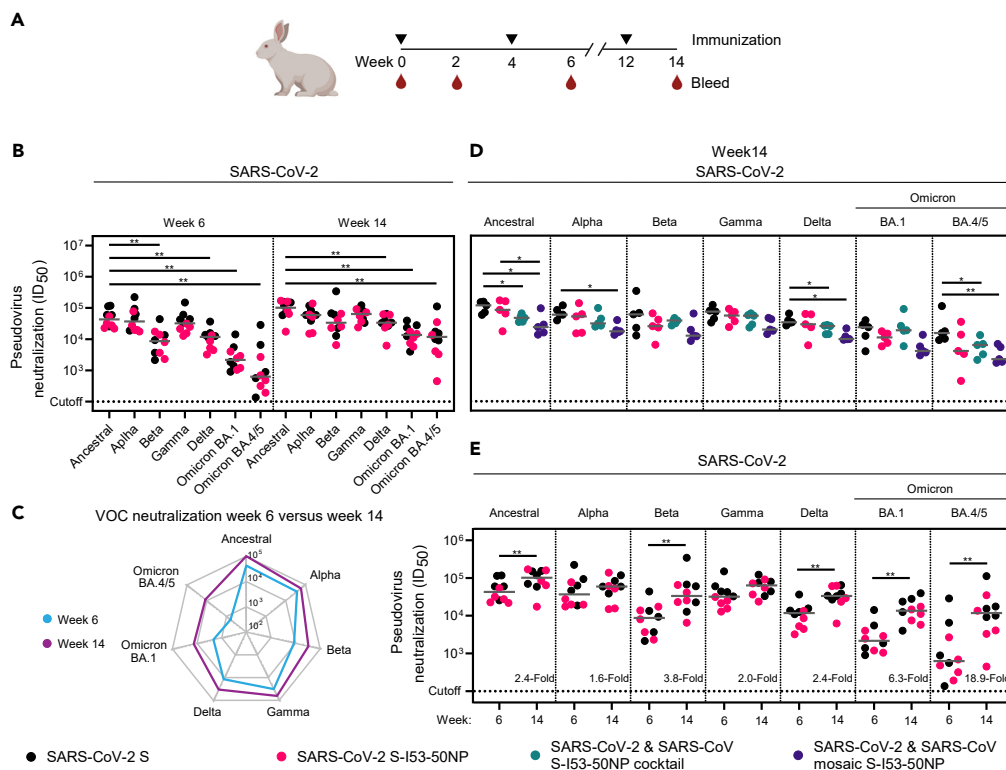 A
Immunization
Week 0 2 4 6 12 14
Bleed
B
SARS-CoV-2
Week 6 Week 14
Pseudovirus
neutralization (ID50)
10^7
10^6
10^5
10^4
10^3
Cutoff
** ** ** **
** ** **
Ancestral Aplha Beta Gamma Delta Omicron BA.1 Omicron BA.4/5
Ancestral Aplha Beta Gamma Delta Omicron BA.1 Omicron BA.4/5
C
VOC neutralization week 6 versus week 14
Ancestral
Alpha
Beta
Gamma
Delta
Omicron
BA.1
Omicron
BA.4/5
10^5
10^4
10^3
10^2
Week 6
Week 14
D
Week14
SARS-CoV-2
Omicron
Ancestral Alpha Beta Gamma Delta BA.1 BA.4/5
* * *
*
* *
* **
E
SARS-CoV-2
Omicron
Ancestral Alpha Beta Gamma Delta BA.1 BA.4/5
Pseudovirus
neutralization (ID50)
10^6
10^5
10^4
10^3
Cutoff
** ** ** ** **
2.4-Fold 1.6-Fold 3.8-Fold 2.0-Fold 2.4-Fold 6.3-Fold 18.9-Fold
Week: 6 14 6 14 6 14 6 14 6 14 6 14 6 14
SARS-CoV-2 S
SARS-CoV-2 S-I53-50NP
SARS-CoV-2 & SARS-CoV
S-I53-50NP cocktail
SARS-CoV-2 & SARS-CoV
mosaic S-I53-50NP